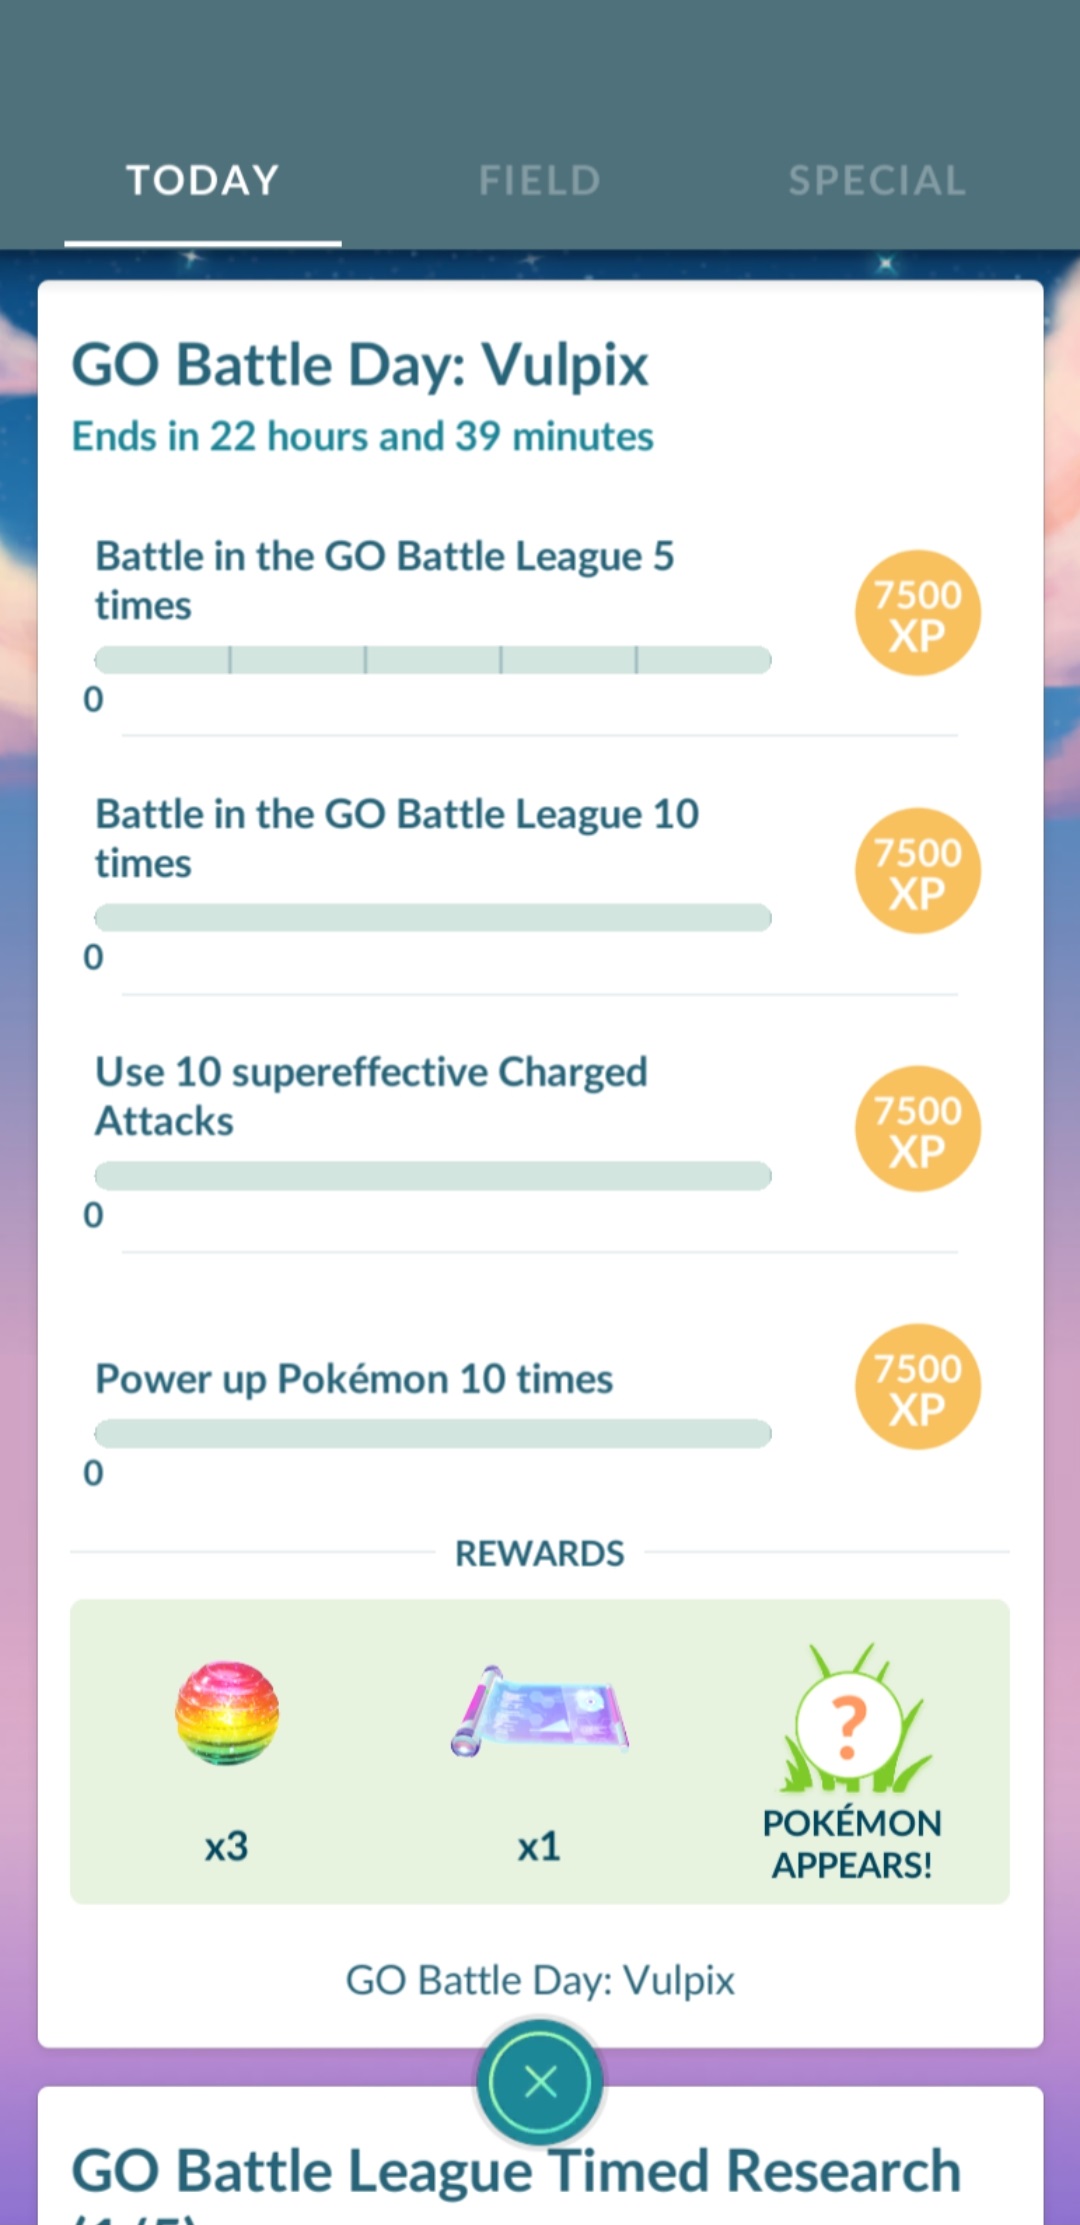 TODAY
FIELD
SPECIAL
GO Battle Day: Vulpix
Ends in 22 hours and 39 minutes
Battle in the GO Battle League 5
times
7500
XP
0
Battle in the GO Battle League 10
times
7500
XP
0
Use 10 supereffective Charged
Attacks
7500
XP
0
Power up Pokémon 10 times
7500
XP
0
REWARDS
x3
x1
?
POKÉMON
APPEARS!
GO Battle Day: Vulpix
GO Battle League Timed Research